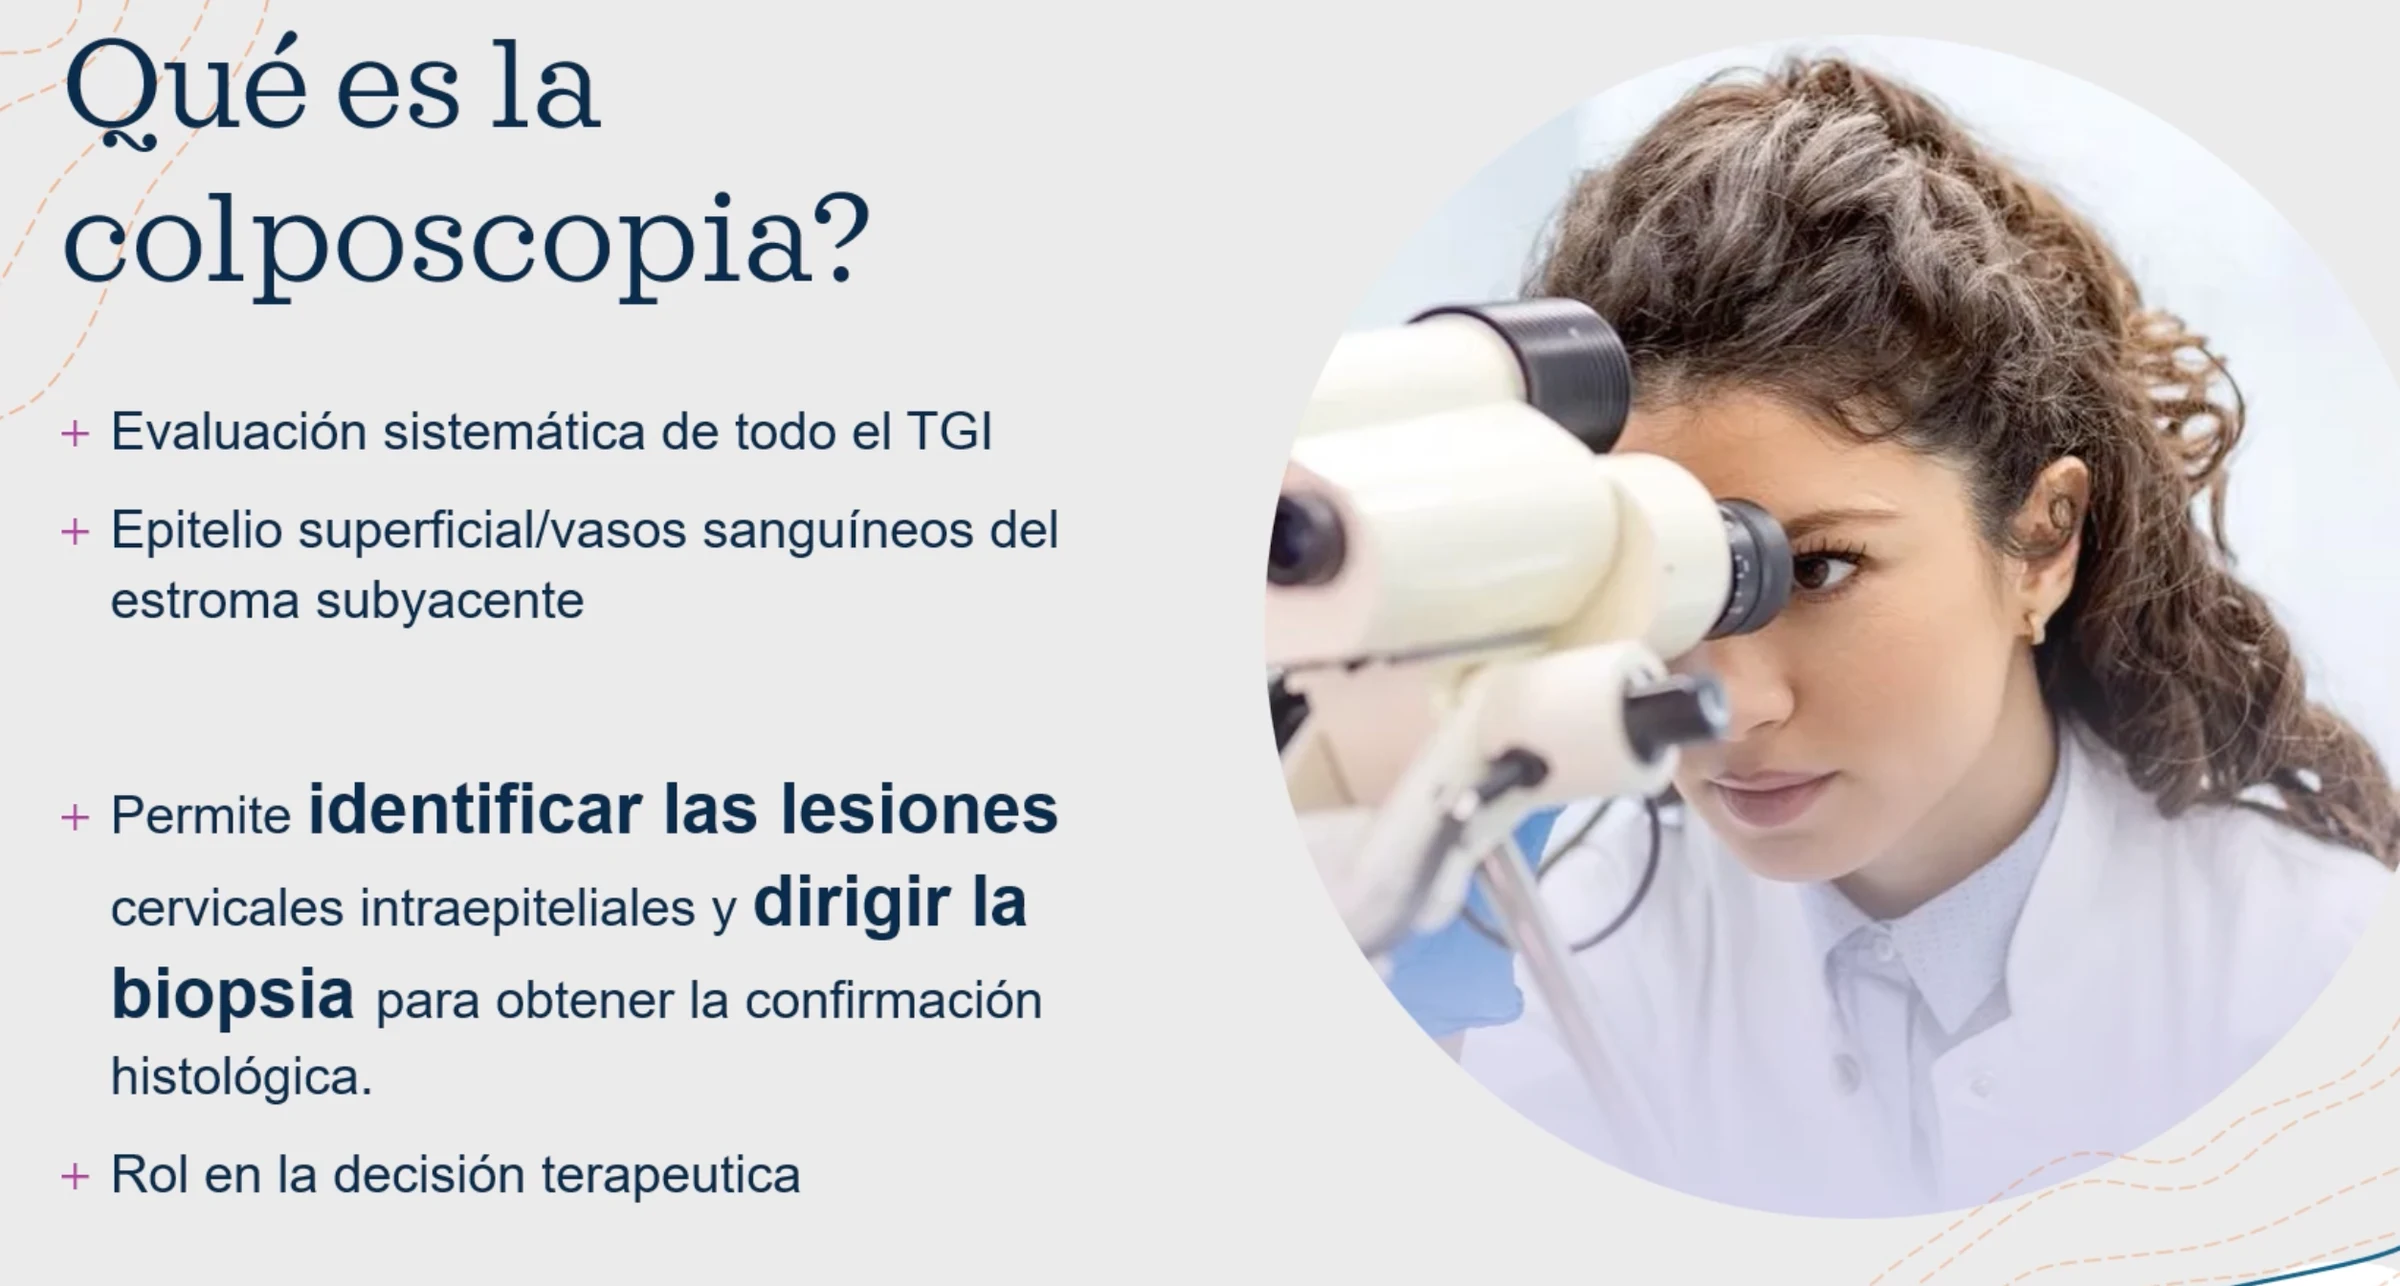 Qué es la
colposcopia?
+ Evaluación sistemática de todo el TGI
+ Epitelio superficial/vasos sanguíneos del
estroma subyacente
+ Permite identificar las lesiones
cervicales intraepiteliales y dirigir la
biopsia para obtener la confirmación
histológica.
+ Rol en la decisión terapeutica